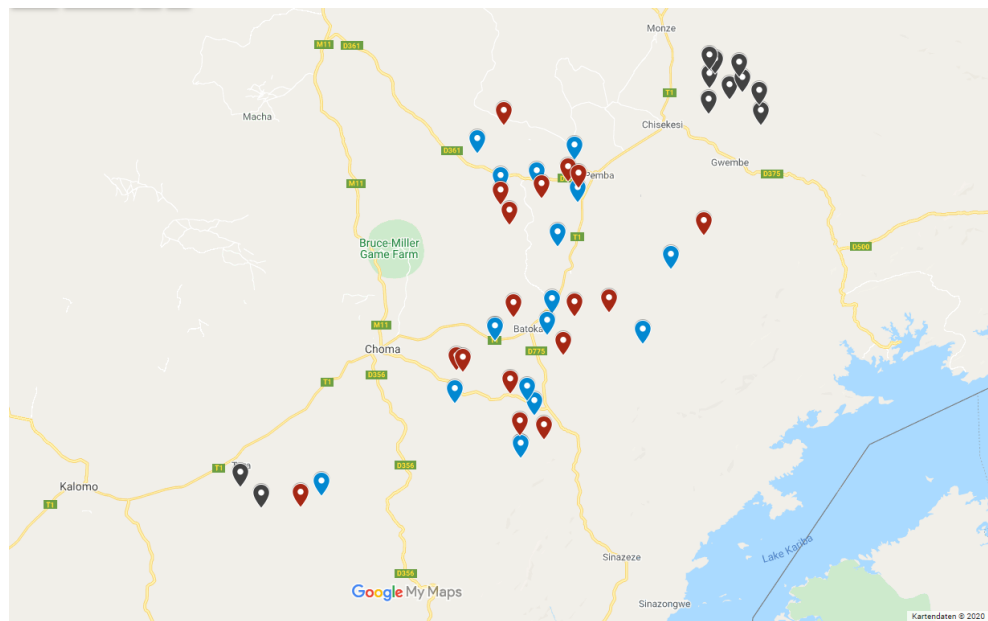 Monze
M11
D361
T1
Macha
Chisekesi
D361
Gwembe
D375
Pemba
M11
T1
Bruce-Miller
Game Farm
D500
M11
Batoka
Choma
D775
D356
T1
D356
T1
Kalomo
T1
Lake Kariba
Sinazeze
D356
Google My Maps
Sinazongwe
Kartendaten © 2020